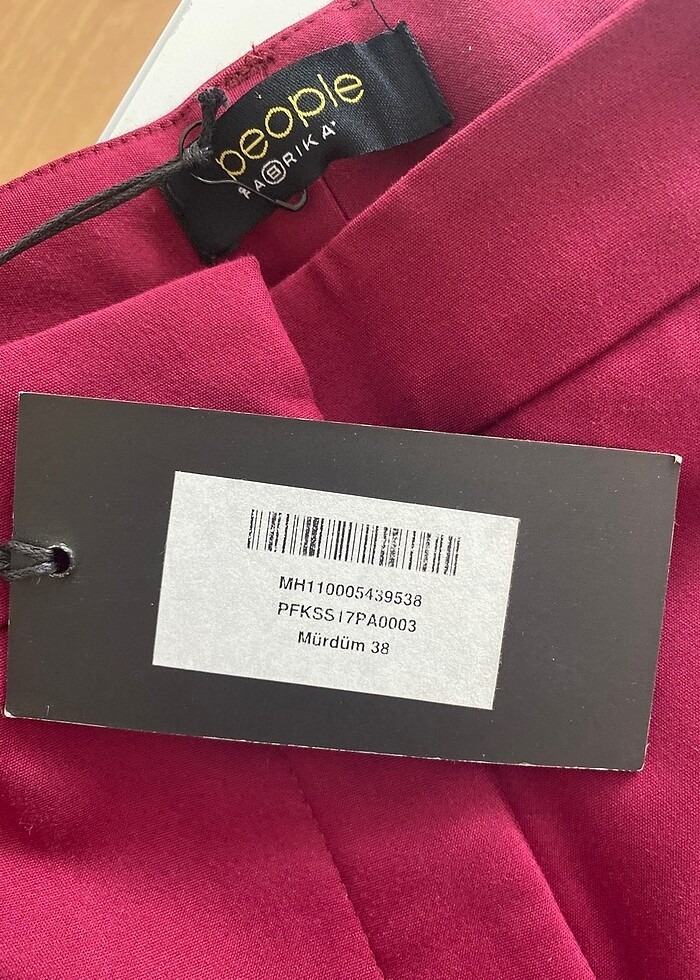 people
FABRIKA
MH110005439538
PFKSS17PA0003
Mürdüm 38